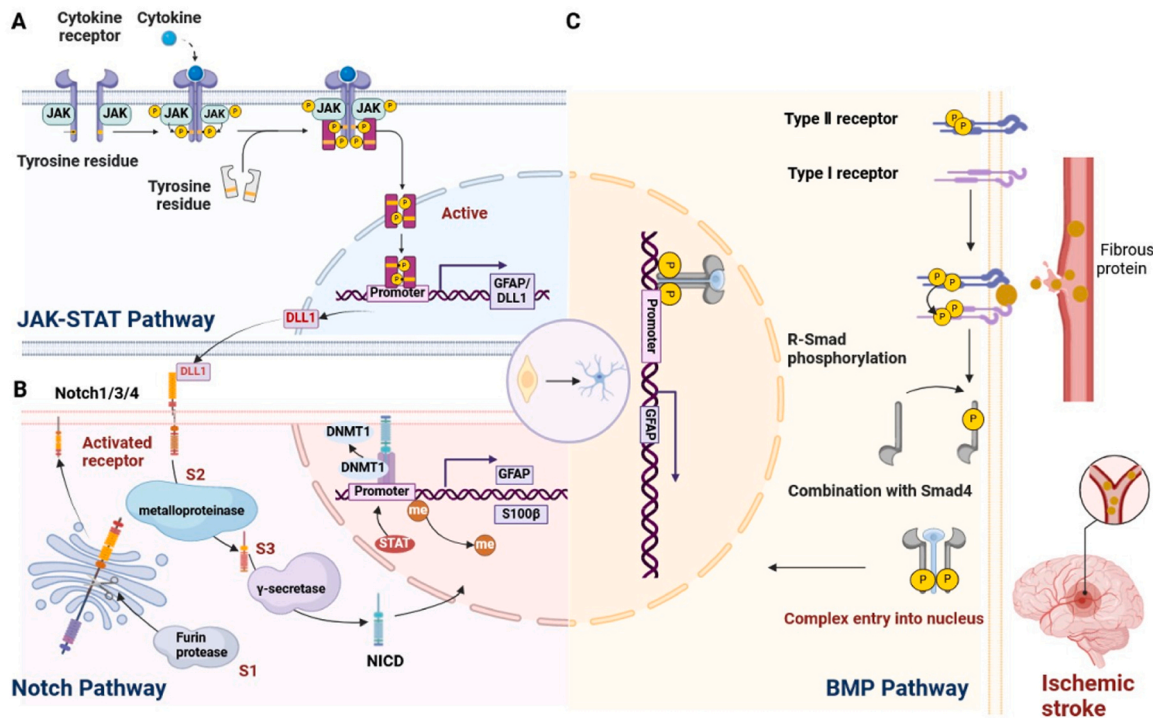 A
Cytokine
receptor
Cytokine
P
P
P
P
JAK
JAK
JAK
JAK
JAK
JAK
P
P
P
P
P
P
Tyrosine residue
Tyrosine
residue
P
P
Active
P
P
Promoter
GFAP/
DLL1
JAK-STAT Pathway
DLL1
DLL1
B
Notch1/3/4
Activated
receptor
S2
metalloproteinase
S3
γ-secretase
Furin
protease
S1
NICD
Notch Pathway
DNMT1
DNMT1
Promoter
GFAP
S100β
me
me
STAT
C
Type II receptor
P
P
Type I receptor
Fibrous
protein
P
P
P
P
P
P
Promoter
GFAP
R-Smad
phosphorylation
P
Combination with Smad4
P
P
Complex entry into nucleus
BMP Pathway
Ischemic
stroke